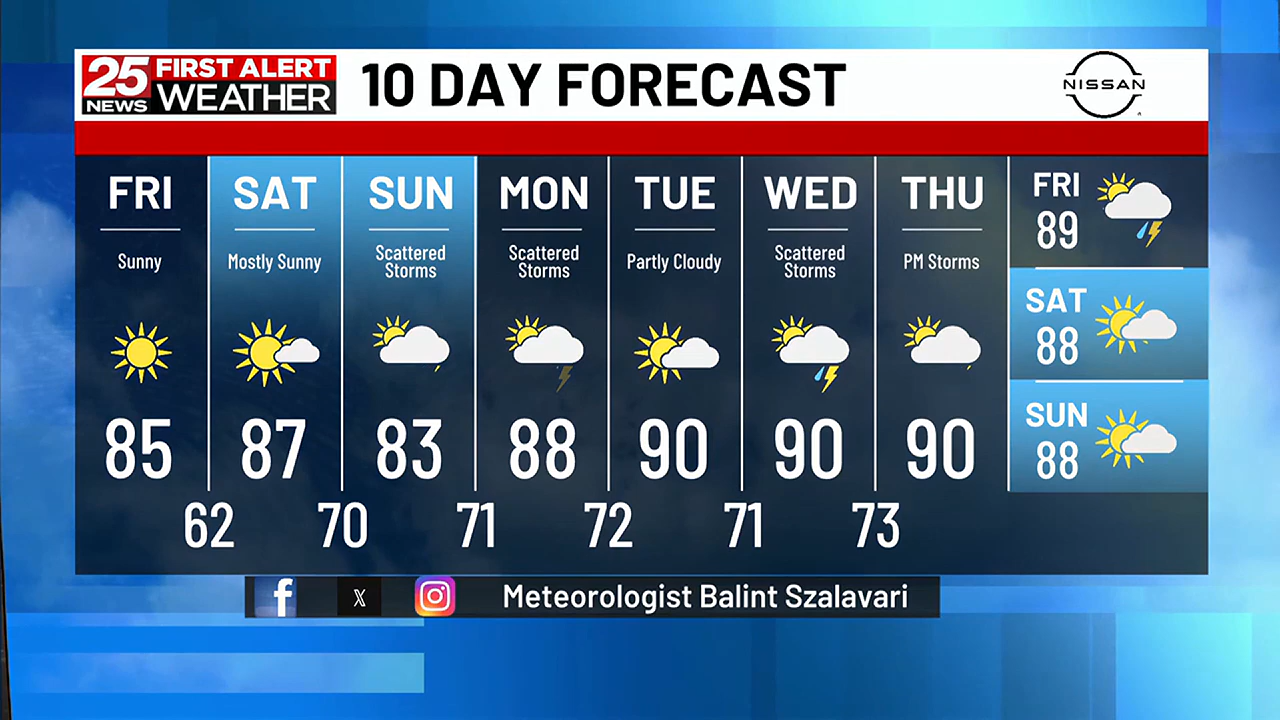 25 NEWS FIRST ALERT WEATHER
10 DAY FORECAST
NISSAN
FRI
Sunny
85
SAT
Mostly Sunny
87
SUN
Scattered
Storms
83
MON
Scattered
Storms
88
TUE
Partly Cloudy
90
WED
Scattered
Storms
90
THU
PM Storms
90
FRI
89
SAT
88
SUN
88
62 70 71 72 71 73
f X Meteorologist Balint Szalavari